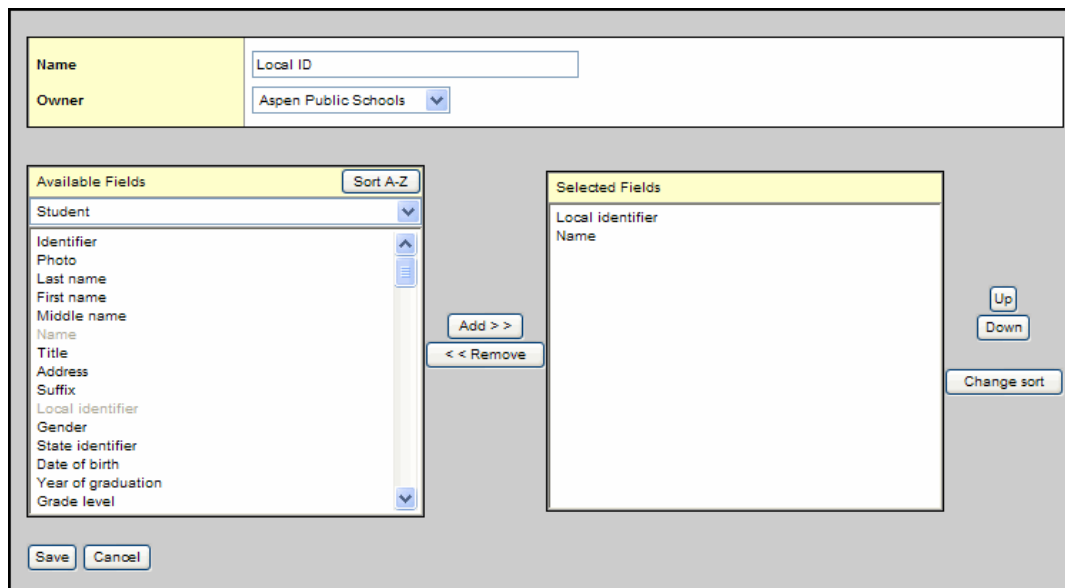 Name
Local ID
Owner
Aspen Public Schools
Available Fields
Sort A-Z
Student
Identifier
Photo
Last name
First name
Middle name
Name
Title
Address
Suffix
Local identifier
Gender
State identifier
Date of birth
Year of graduation
Grade level
Add > >
< < Remove
Selected Fields
Local identifier
Name
Up
Down
Change sort
Save
Cancel